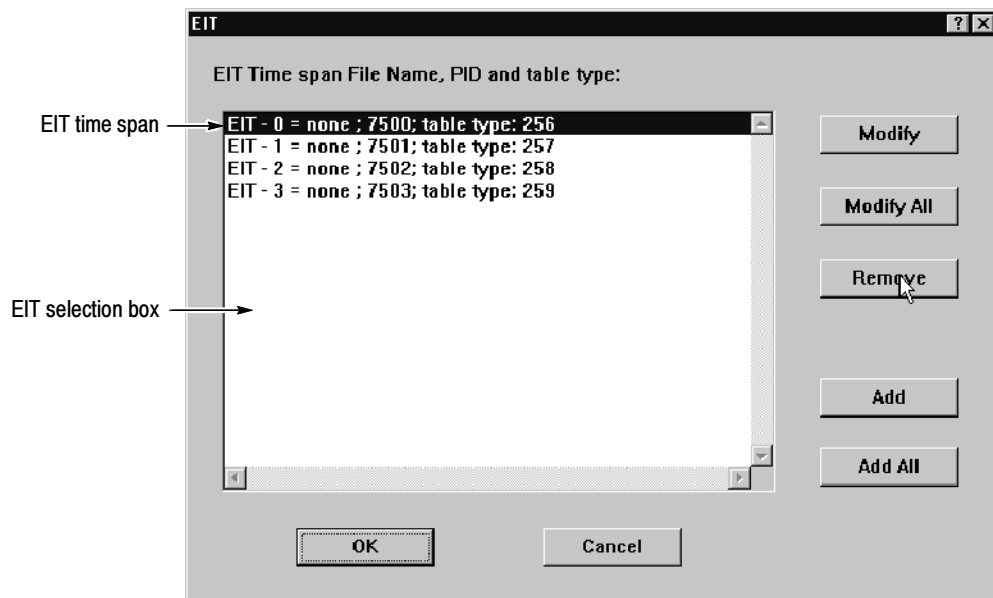 EIT
EIT Time span File Name, PID and table type:
EIT time span
EIT - 0 = none ; 7500; table type: 256
EIT - 1 = none ; 7501; table type: 257
EIT - 2 = none ; 7502; table type: 258
EIT - 3 = none ; 7503; table type: 259
EIT selection box
Modify
Modify All
Remove
Add
Add All
OK
Cancel